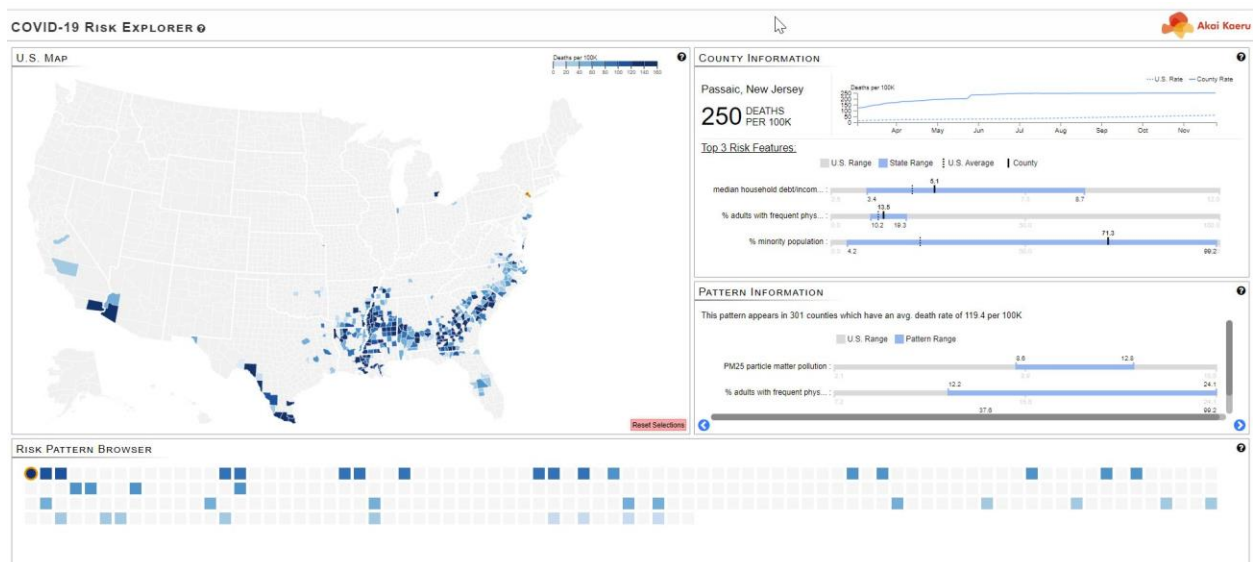 COVID-19 RISK EXPLORER
Akai Kaeru
U.S. MAP
Deaths per 100K
0 20 40 60 80 100 120 140 160
Reset Selections
COUNTY INFORMATION
Passaic, New Jersey
250 DEATHS PER 100K
U.S. Rate County Rate
Deaths per 100K
250
200
150
100
50
0
Apr May Jun Jul Aug Sep Oct Nov
Top 3 Risk Features:
U.S. Range State Range U.S. Average County
median household debt/incom... :
5.1
3.4 8.7
% adults with frequent phys... :
13.5
10.2 19.3
% minority population :
71.3
4.2 99.2
PATTERN INFORMATION
This pattern appears in 301 counties which have an avg. death rate of 119.4 per 100K
U.S. Range Pattern Range
PM25 particle matter pollution :
12.8
% adults with frequent phys... :
12.2 24.1
37.6 99.2
RISK PATTERN BROWSER